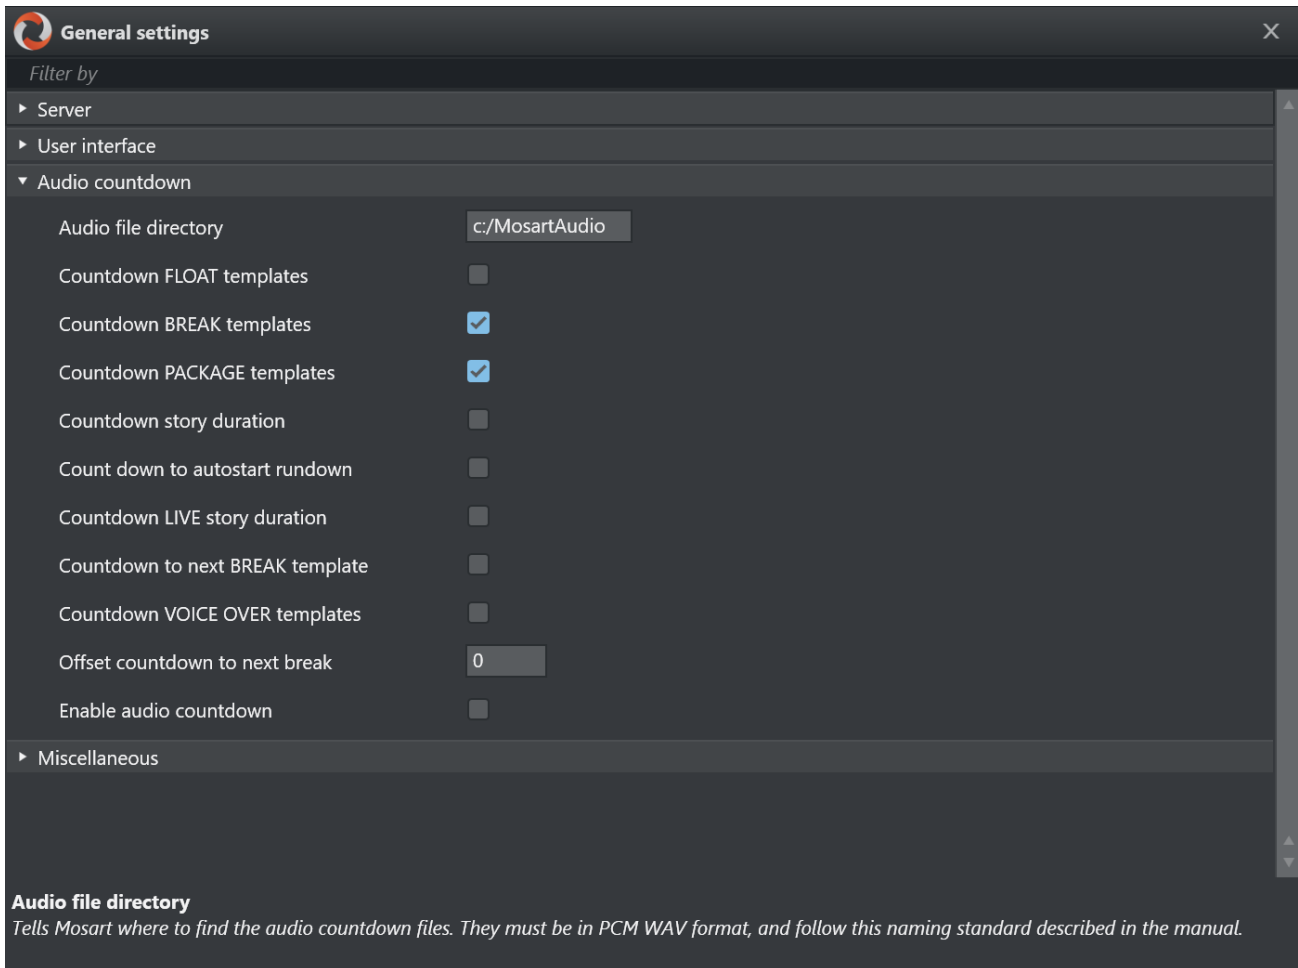 General settings
Filter by
Server
User interface
Audio countdown
Audio file directory c:/MosartAudio
Countdown FLOAT templates
Countdown BREAK templates
Countdown PACKAGE templates
Countdown story duration
Count down to autostart rundown
Countdown LIVE story duration
Countdown to next BREAK template
Countdown VOICE OVER templates
Offset countdown to next break 0
Enable audio countdown
Miscellaneous
Audio file directory
Tells Mosart where to find the audio countdown files. They must be in PCM WAV format, and follow this naming standard described in the manual.